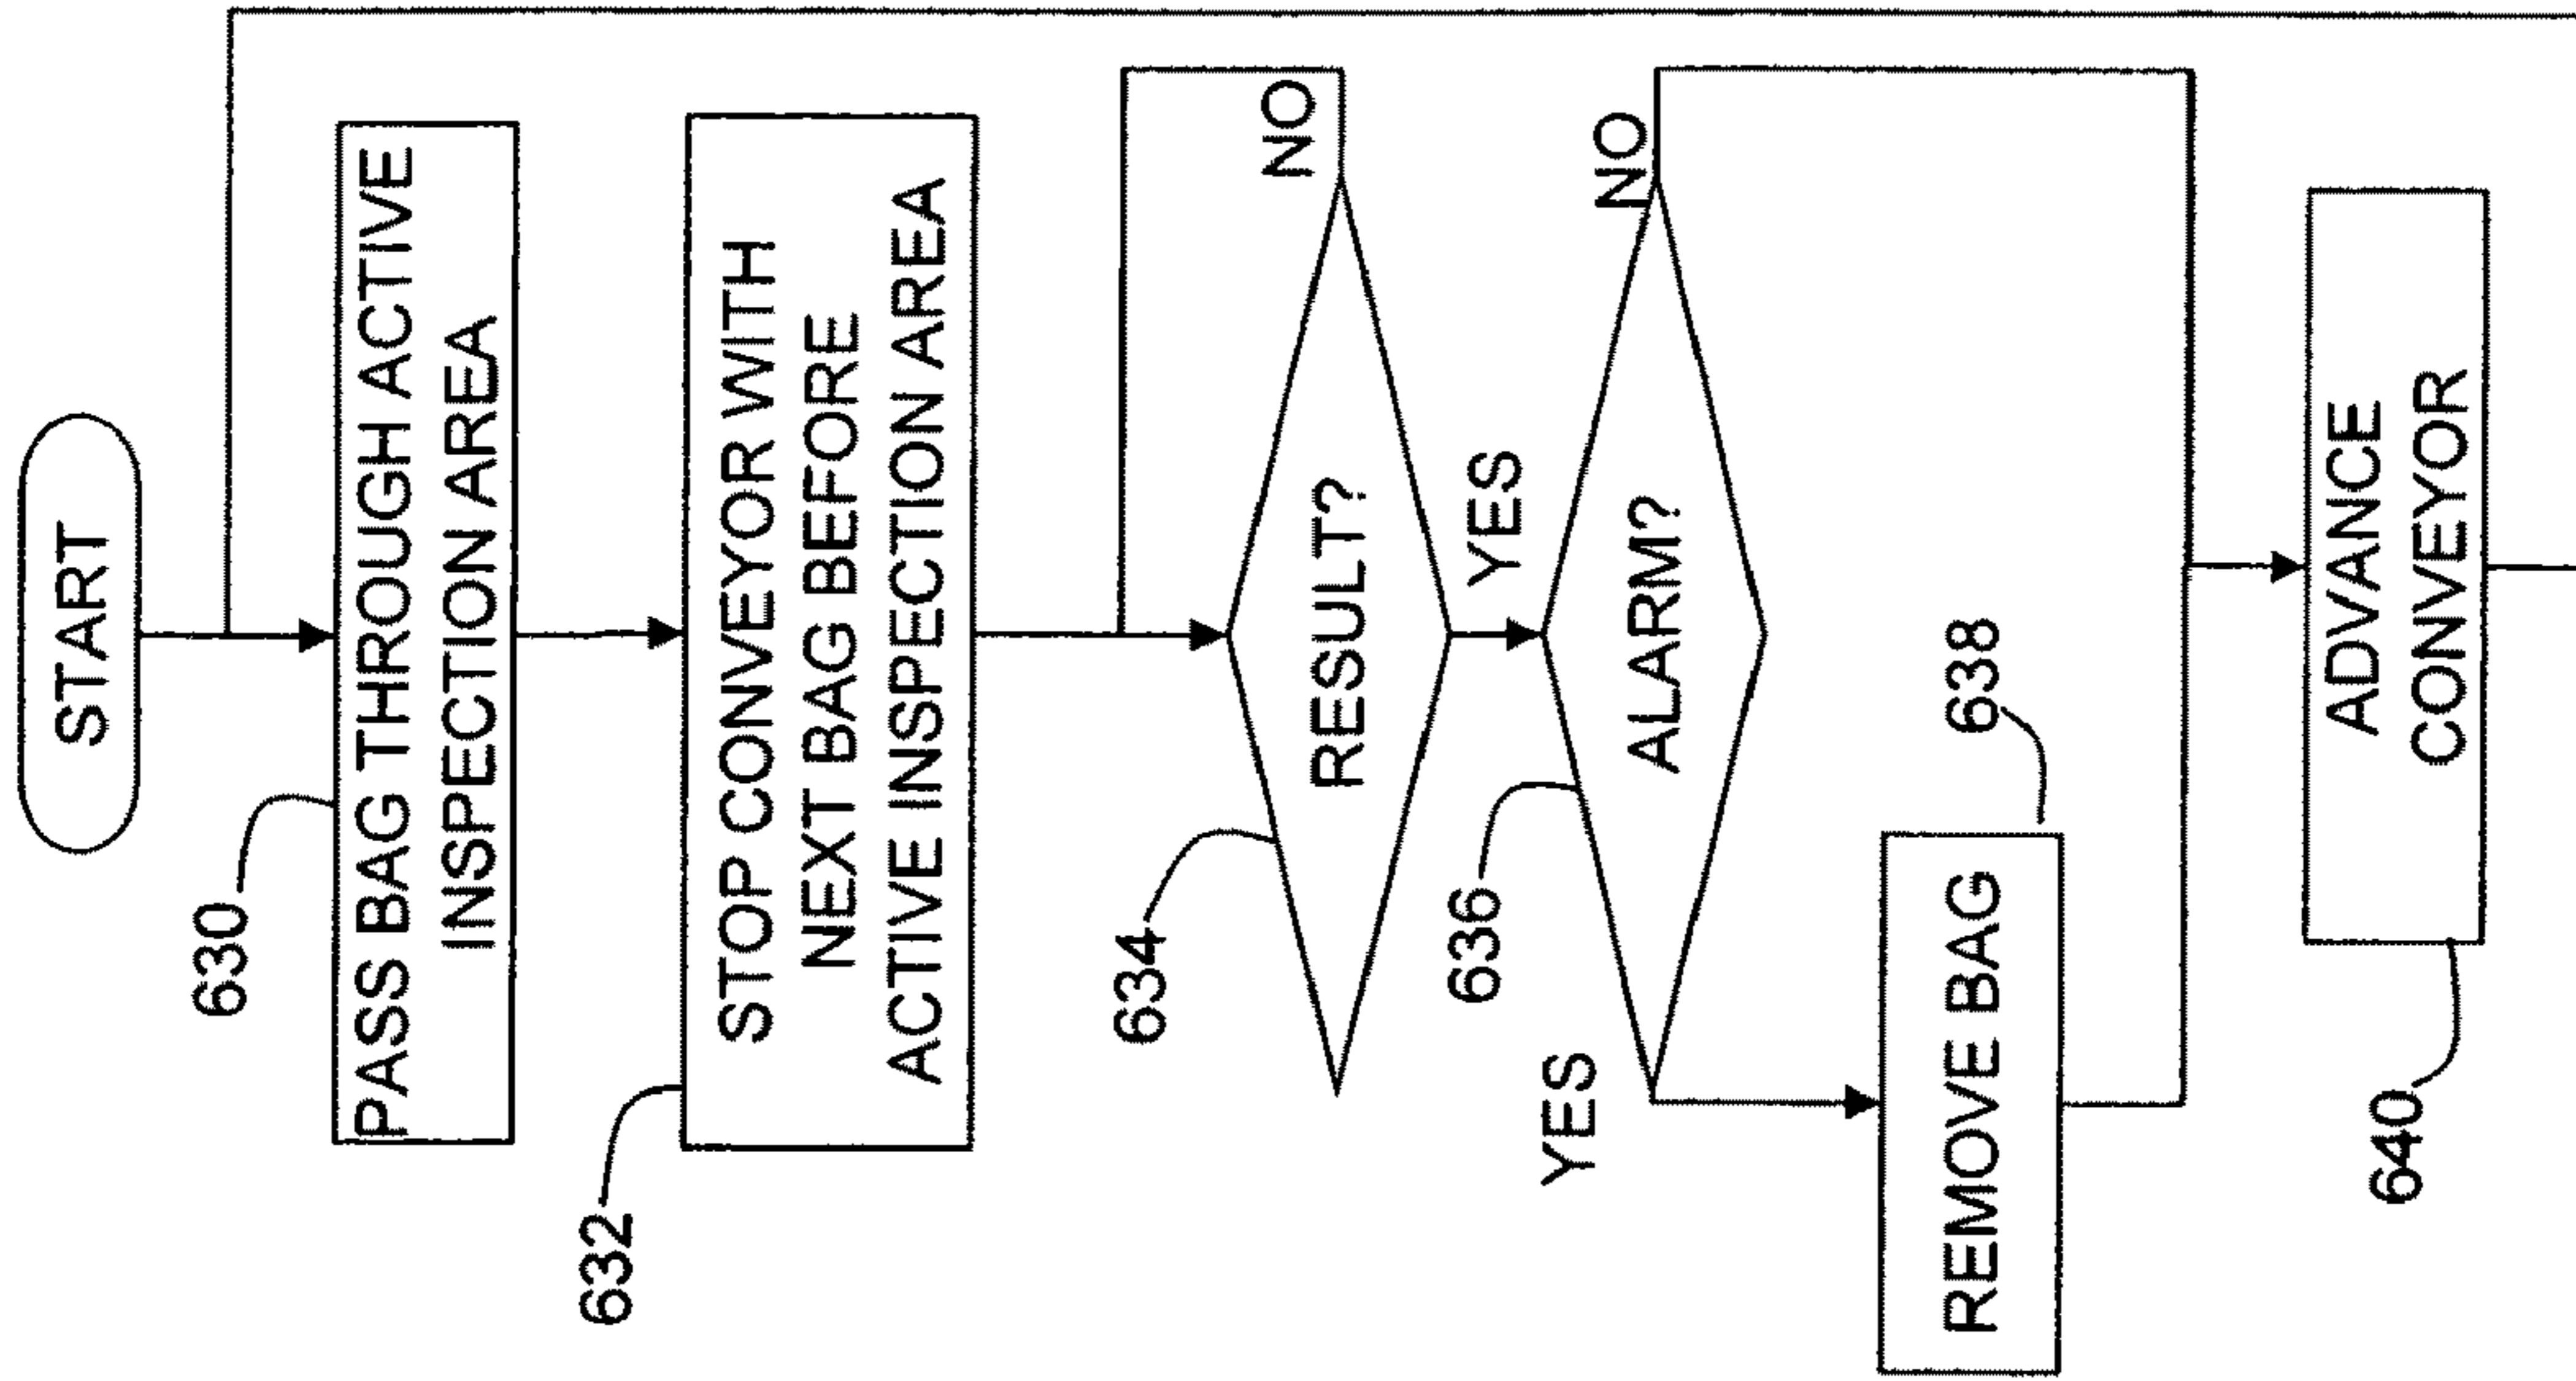 START
630
PASS BAG THROUGH ACTIVE
INSPECTION AREA
632
STOP CONVEYOR WITH
NEXT BAG BEFORE
ACTIVE INSPECTION AREA
634
RESULT?
NO
YES
636
ALARM?
NO
YES
638
REMOVE BAG
640
ADVANCE
CONVEYOR